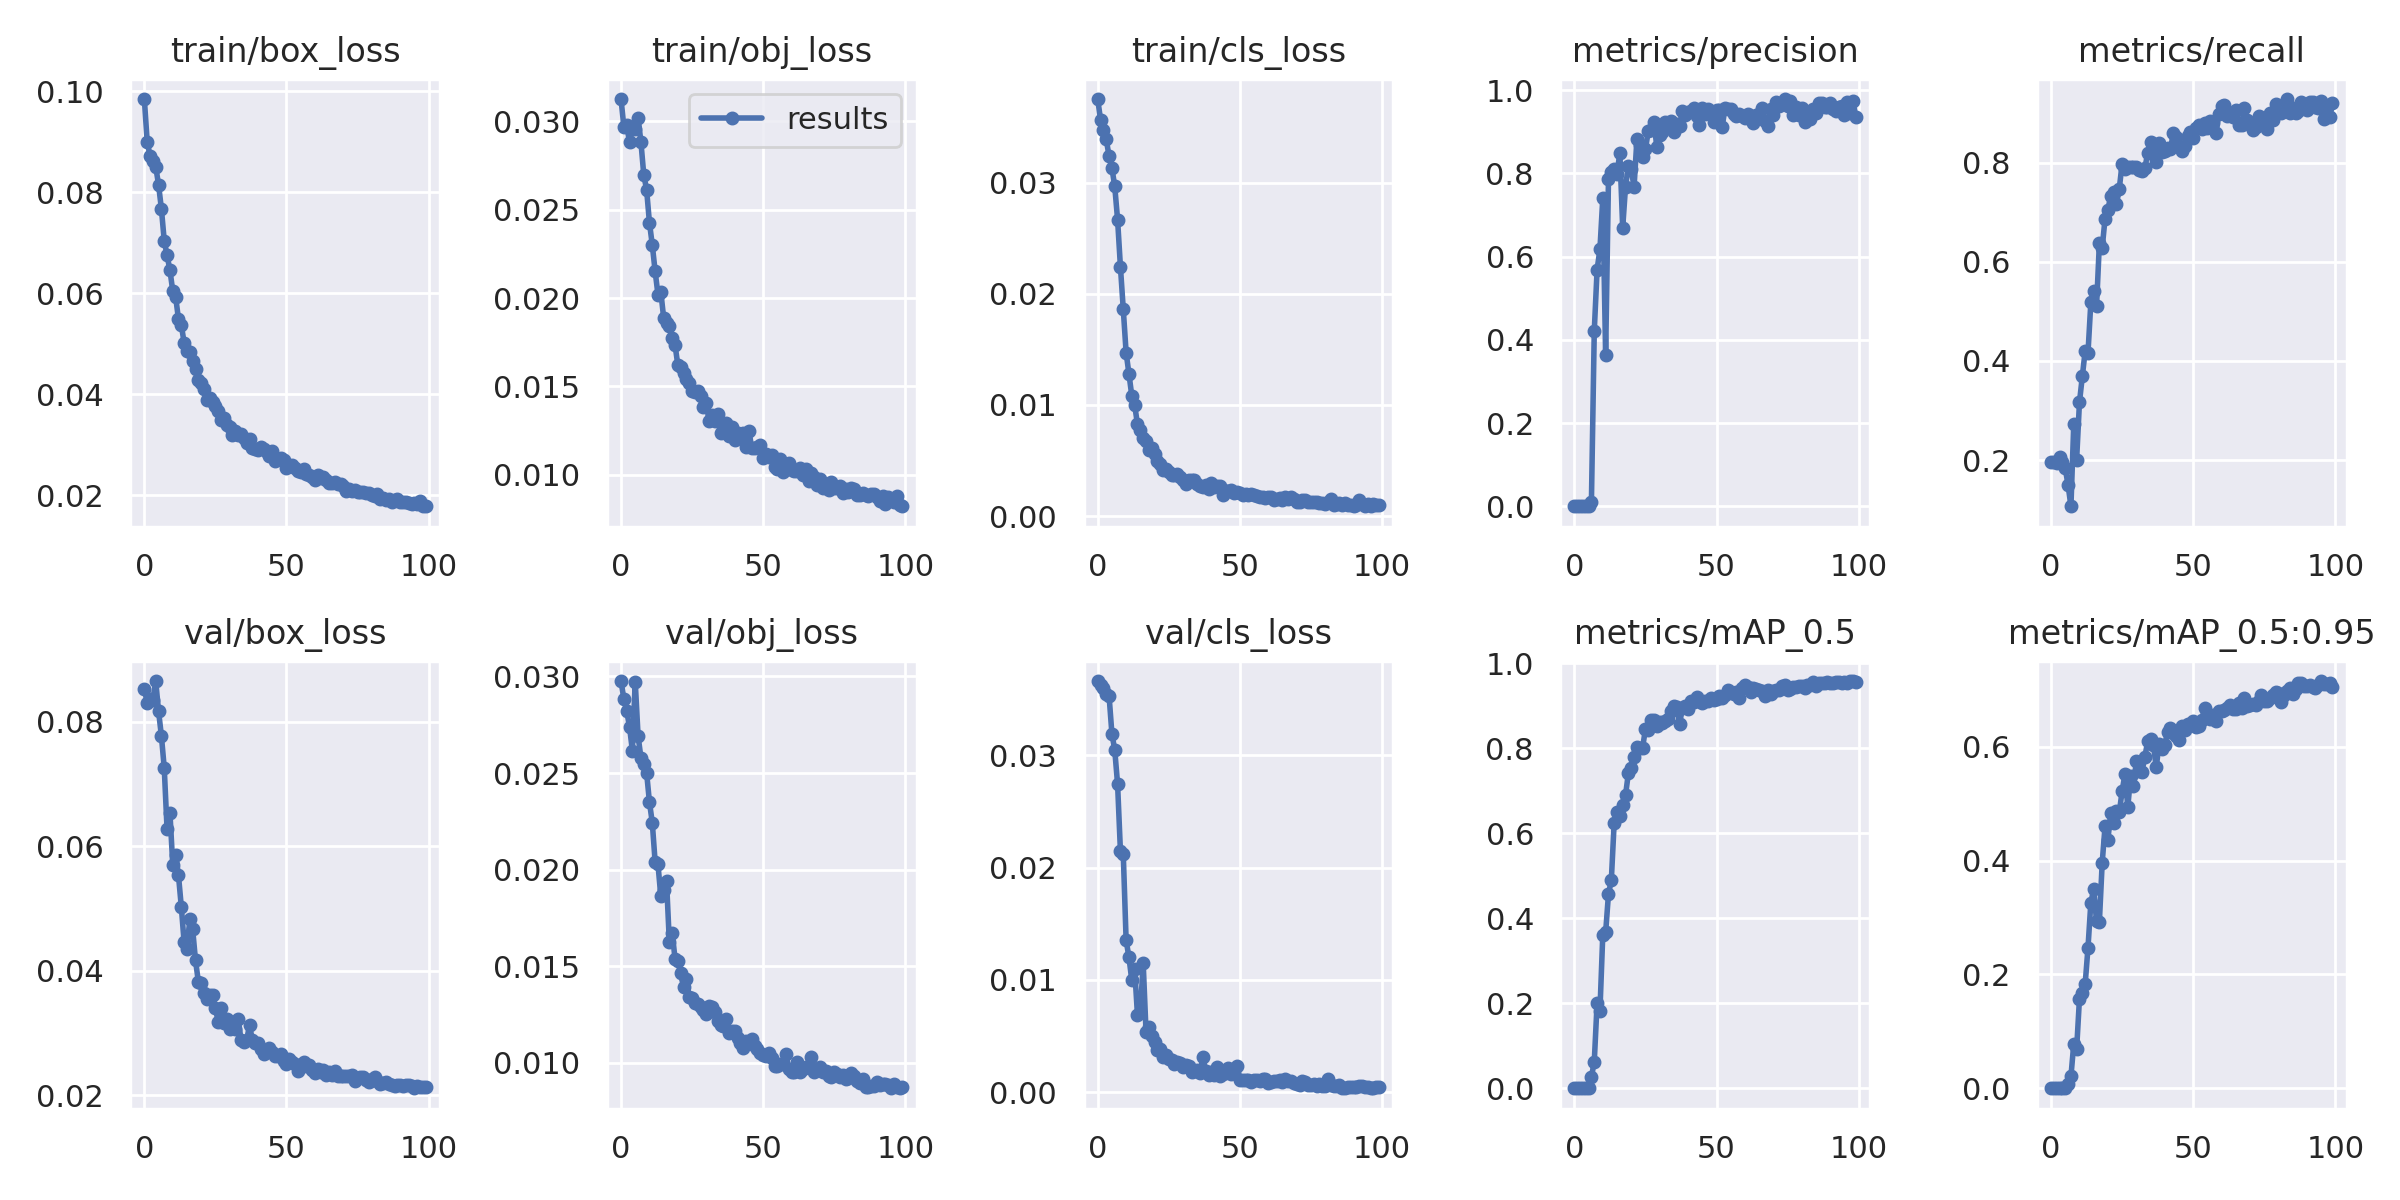 train/box_loss
0.10
0.08
0.06
0.04
0.02
0 50 100
train/obj_loss
results
0.030
0.025
0.020
0.015
0.010
0 50 100
train/cls_loss
0.03
0.02
0.01
0.00
0 50 100
metrics/precision
1.0
0.8
0.6
0.4
0.2
0.0
0 50 100
metrics/recall
0.8
0.6
0.4
0.2
0 50 100
val/box_loss
0.08
0.06
0.04
0.02
0 50 100
val/obj_loss
0.030
0.025
0.020
0.015
0.010
0 50 100
val/cls_loss
0.03
0.02
0.01
0.00
0 50 100
metrics/mAP_0.5
1.0
0.8
0.6
0.4
0.2
0.0
0 50 100
metrics/mAP_0.5:0.95
0.6
0.4
0.2
0.0
0 50 100